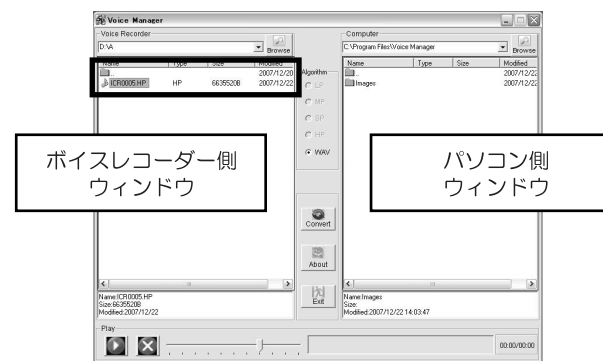 Voice Manager
Voice Recorder
D:\A
Browse
Name Type Size Modified
.. 2007/12/20
ICR0005.HP HP 6635520B 2007/12/22
Algorithm
LP
MP
SP
HP
WAV
Convert
About
Exit
Computer
C:\Program Files\Voice Manager
Browse
Name Type Size Modified
.. 2007/12/22
Images 2007/12/22
ボイスレコーダー側
ウィンドウ
パソコン側
ウィンドウ
Name:ICR0005.HP
Size:6635520B
Modified:2007/12/22
Name:Images
Size:
Modified:2007/12/22 14:03:47
Play
00:00/00:00